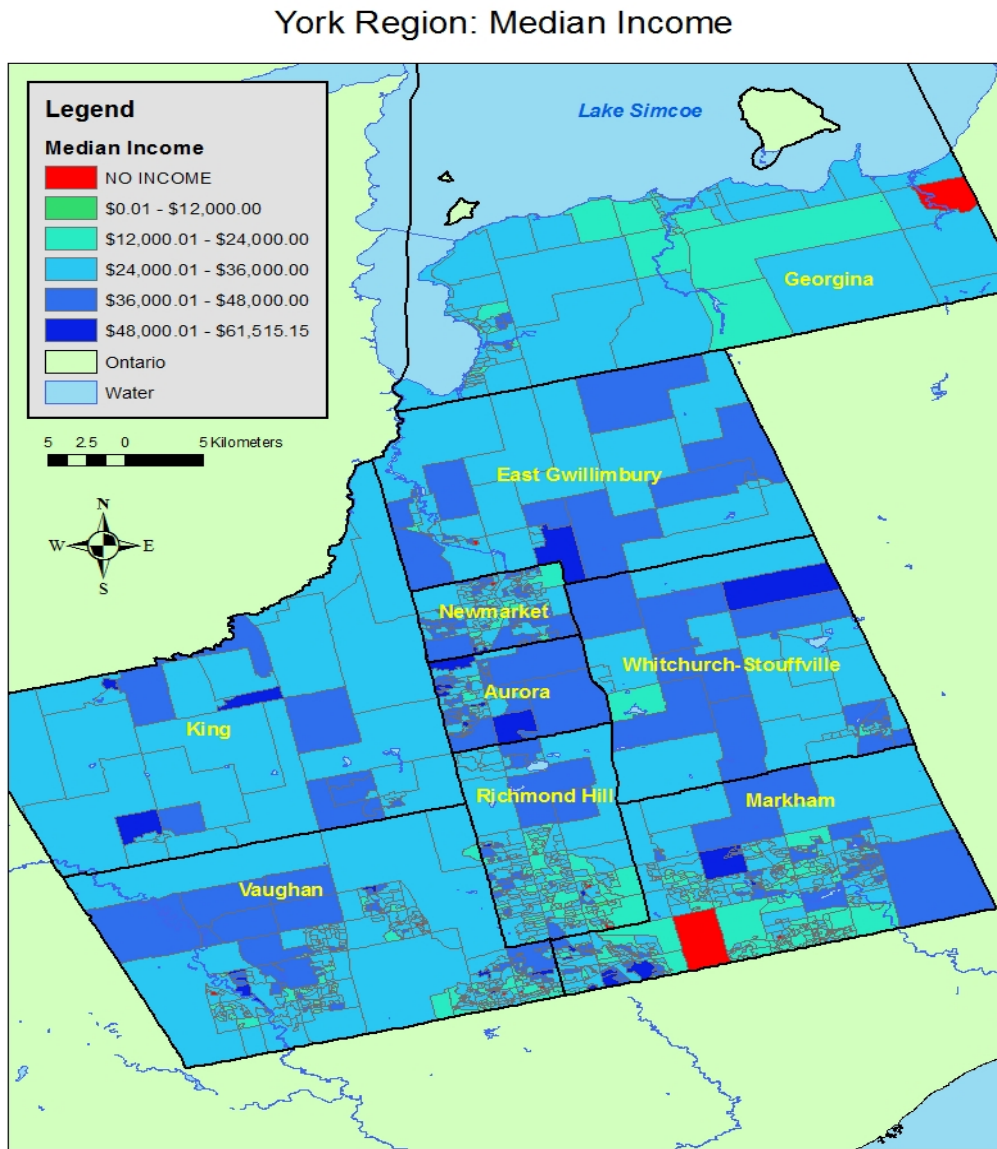 York Region: Median Income
Legend
Median Income
NO INCOME
$0.01 - $12,000.00
$12,000.01 - $24,000.00
$24,000.01 - $36,000.00
$36,000.01 - $48,000.00
$48,000.01 - $61,515.15
Ontario
Water
5 2.5 0 5 Kilometers
N
W E
S
Lake Simcoe
Georgina
East Gwillimbury
Newmarket
Whitchurch-Stouffville
Aurora
King
Richmond Hill
Markham
Vaughan